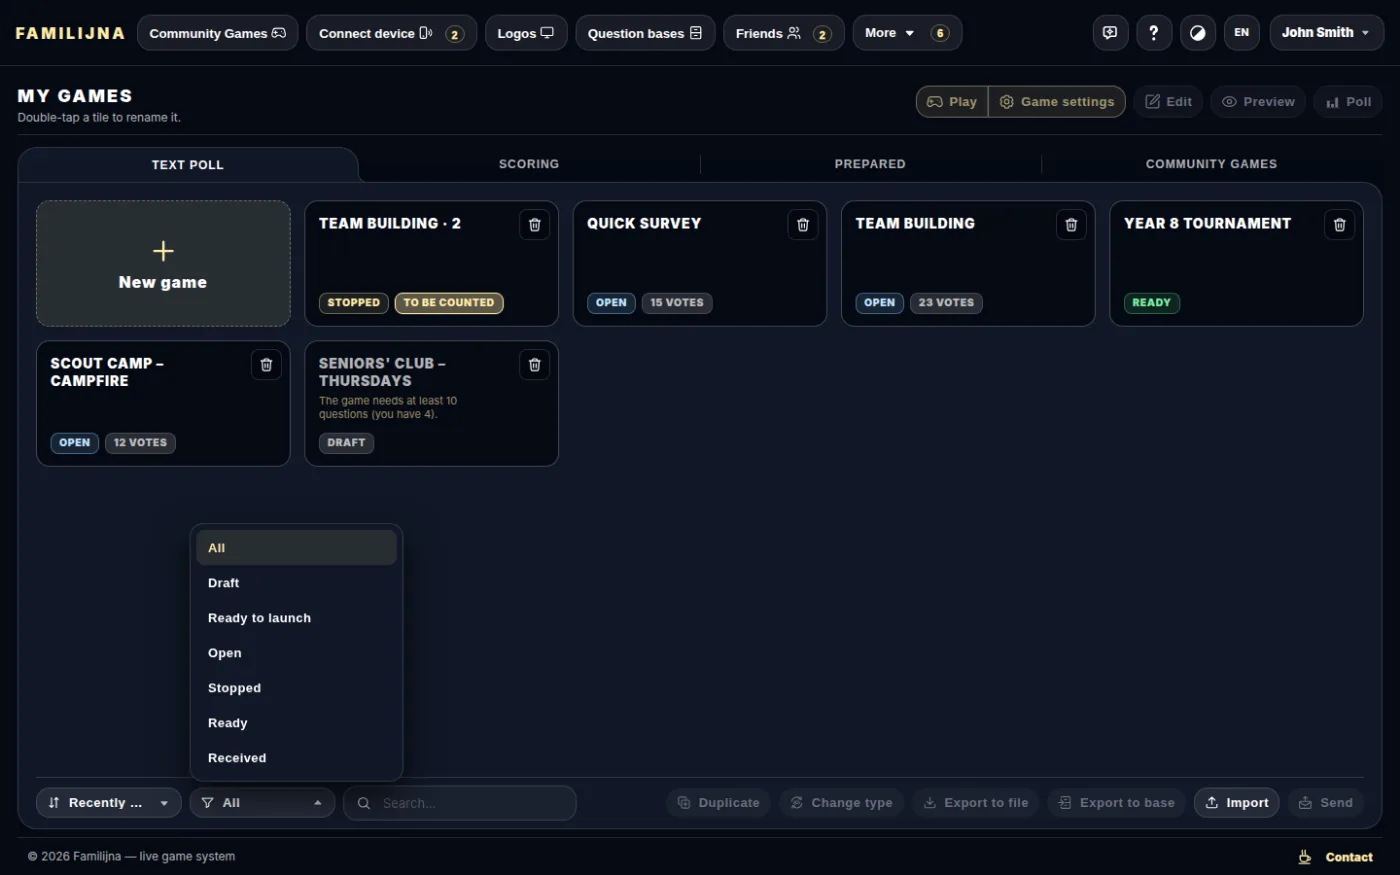 FAMILIJNA
Community Games
Connect device 2
Logos
Question bases
Friends 2
More 6
?
EN
John Smith
MY GAMES
Double-tap a tile to rename it.
Play
Game settings
Edit
Preview
Poll
TEXT POLL
SCORING
PREPARED
COMMUNITY GAMES
New game
TEAM BUILDING · 2
STOPPED
TO BE COUNTED
QUICK SURVEY
OPEN
15 VOTES
TEAM BUILDING
OPEN
23 VOTES
YEAR 8 TOURNAMENT
READY
SCOUT CAMP –
CAMPFIRE
OPEN
12 VOTES
SENIORS' CLUB –
THURSDAYS
The game needs at least 10
questions (you have 4).
DRAFT
All
Draft
Ready to launch
Open
Stopped
Ready
Received
Recently ...
All
Search...
Duplicate
Change type
Export to file
Export to base
Import
Send
© 2026 Familijna — live game system
Contact